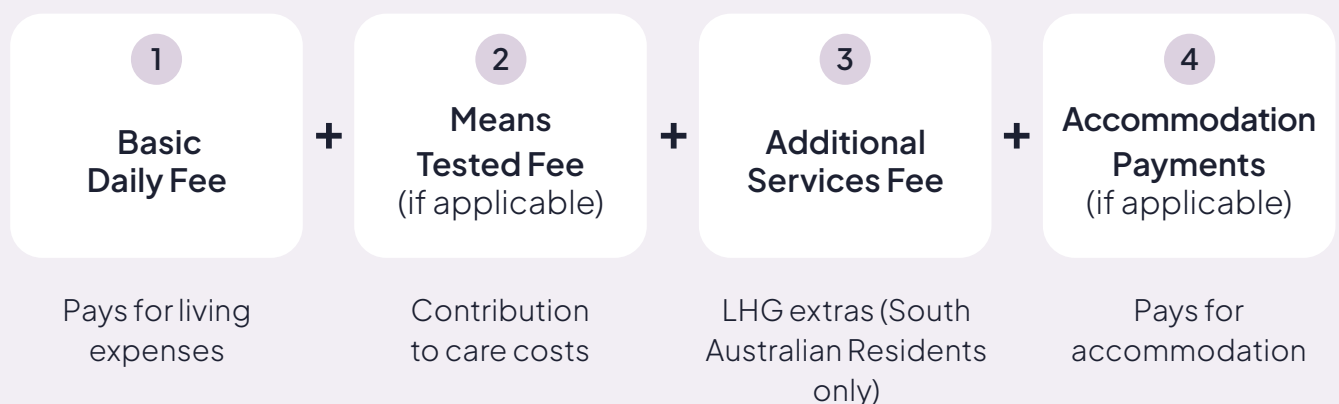 1
Basic
Daily Fee
Pays for living
expenses
+
2
Means
Tested Fee
(if applicable)
Contribution
to care costs
+
3
Additional
Services Fee
LHG extras (South
Australian Residents
only)
+
4
Accommodation
Payments
(if applicable)
Pays for
accommodation